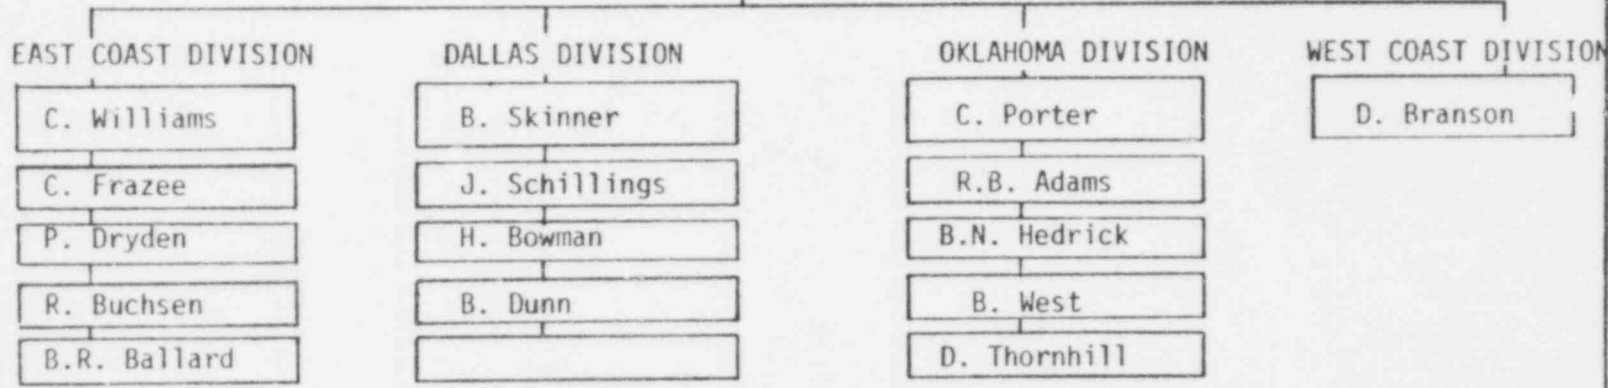 EAST COAST DIVISION
C. Williams
C. Frazee
P. Dryden
R. Buchsen
B.R. Ballard
DALLAS DIVISION
B. Skinner
J. Schillings
H. Bowman
B. Dunn
OKLAHOMA DIVISION
C. Porter
R.B. Adams
B.N. Hedrick
B. West
D. Thornhill
WEST COAST DIVISION
D. Branson